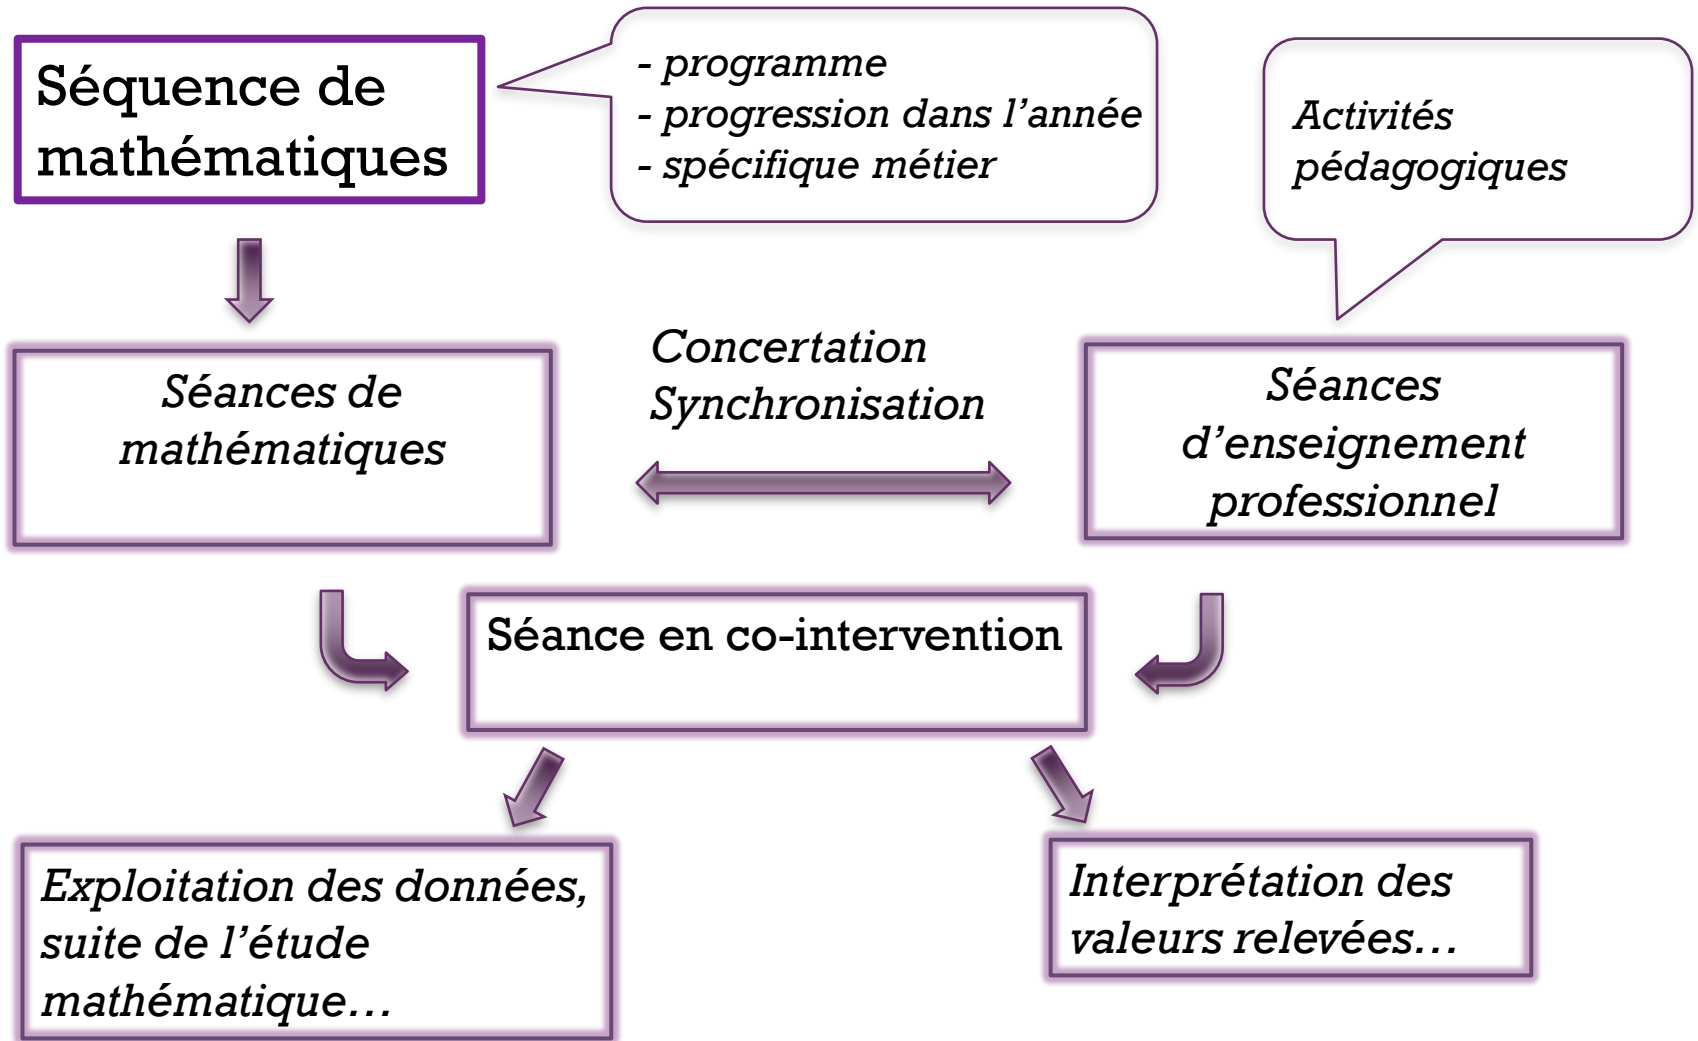 Séquence de
mathématiques
- programme
- progression dans l’année
- spécifique métier
Activités
pédagogiques
Séances de
mathématiques
Concertation
Synchronisation
Séances
d’enseignement
professionnel
Séance en co-intervention
Exploitation des données,
suite de l’étude
mathématique…
Interprétation des
valeurs relevées…